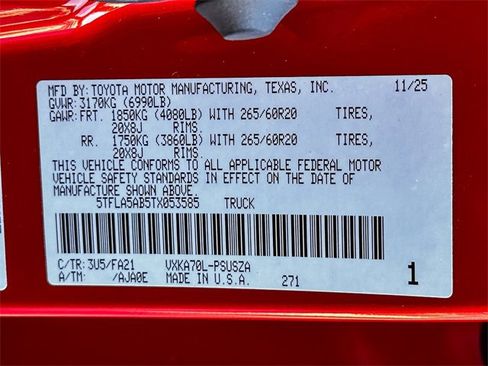 MFD BY:TOYOTA MOTOR MANUFACTURING, TEXAS, INC. 11/25
GVWR:3170KG (6990LB)
GAWR:FRT. 1850KG (4080LB) WITH 265/60R20 TIRES,
20X8J RIMS.
RR. 1750KG (3860LB) WITH 265/60R20 TIRES,
20X8J RIMS.
THIS VEHICLE CONFORMS TO ALL APPLICABLE FEDERAL MOTOR
VEHICLE SAFETY STANDARDS IN EFFECT ON THE DATE OF
MANUFACTURE SHOWN ABOVE.
5TFLA5AB5TX053585 TRUCK
C/TR:3U5/FA21 VXKA70L-PSUSZA
A/TM: /AJA0E MADE IN U.S.A. 271 1